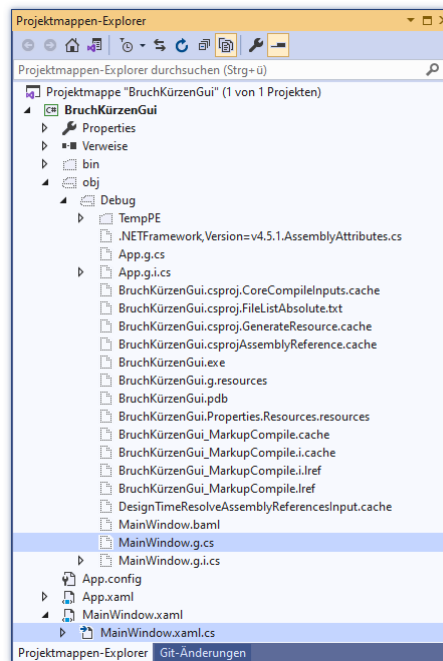 Projektmappen-Explorer
Projektmappen-Explorer durchsuchen (Strg+ü)
Projektmappe "BruchKürzenGui" (1 von 1 Projekten)
C# BruchKürzenGui
Properties
Verweise
bin
obj
Debug
TempPE
.NETFramework,Version=v4.5.1.AssemblyAttributes.cs
App.g.cs
App.g.i.cs
BruchKürzenGui.csproj.CoreCompileInputs.cache
BruchKürzenGui.csproj.FileListAbsolute.txt
BruchKürzenGui.csproj.GenerateResource.cache
BruchKürzenGui.csprojAssemblyReference.cache
BruchKürzenGui.exe
BruchKürzenGui.g.resources
BruchKürzenGui.pdb
BruchKürzenGui.Properties.Resources.resources
BruchKürzenGui_MarkupCompile.cache
BruchKürzenGui_MarkupCompile.i.cache
BruchKürzenGui_MarkupCompile.i.lref
BruchKürzenGui_MarkupCompile.lref
DesignTimeResolveAssemblyReferencesInput.cache
MainWindow.baml
MainWindow.g.cs
MainWindow.g.i.cs
App.config
App.xaml
MainWindow.xaml
MainWindow.xaml.cs
Projektmappen-Explorer Git-Änderungen